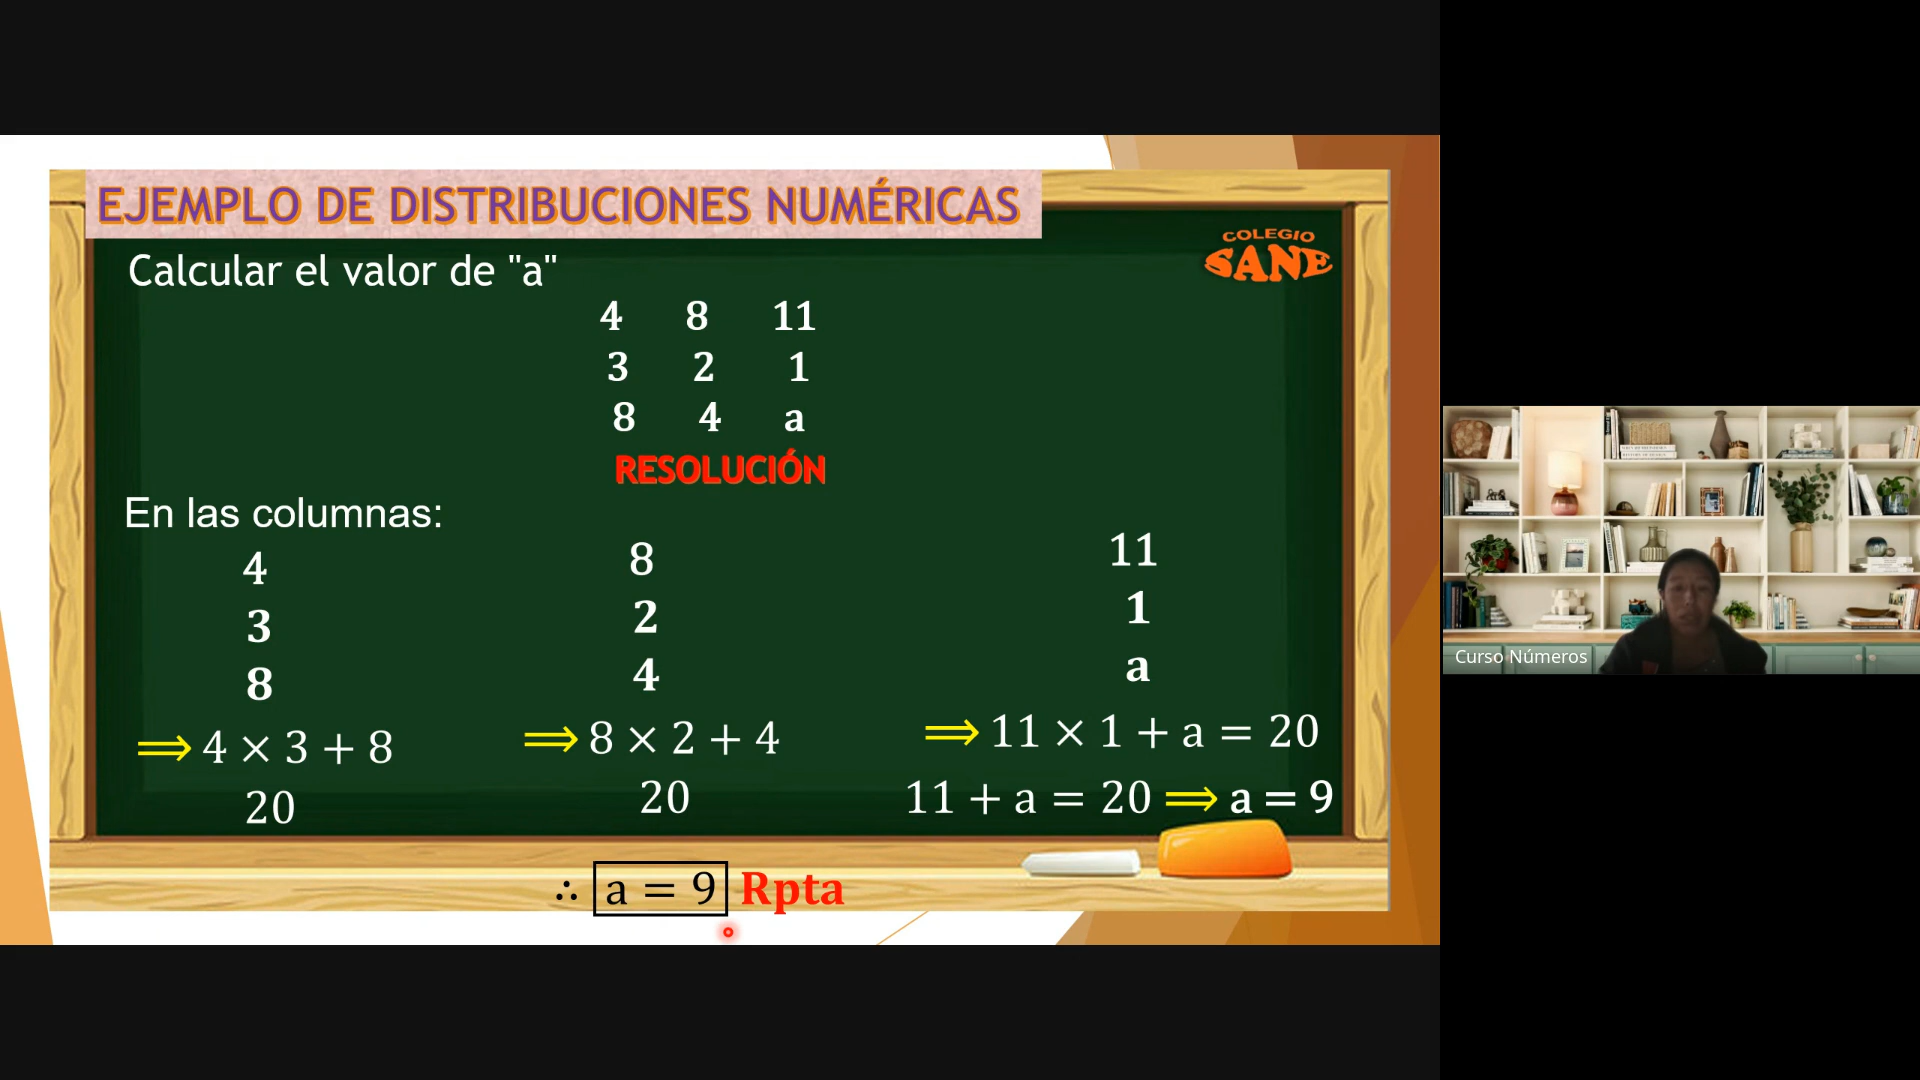 EJEMPLO DE DISTRIBUCIONES NUMÉRICAS
COLEGIO
SANE
Calcular el valor de "a"
4 8 11
3 2 1
8 4 a
RESOLUCIÓN
En las columnas:
4
3
8
⟹ 4 × 3 + 8
20
8
2
4
⟹ 8 × 2 + 4
20
11
1
a
⟹ 11 × 1 + a = 20
11 + a = 20 ⟹ a = 9
∴ a = 9 Rpta
Curso Números